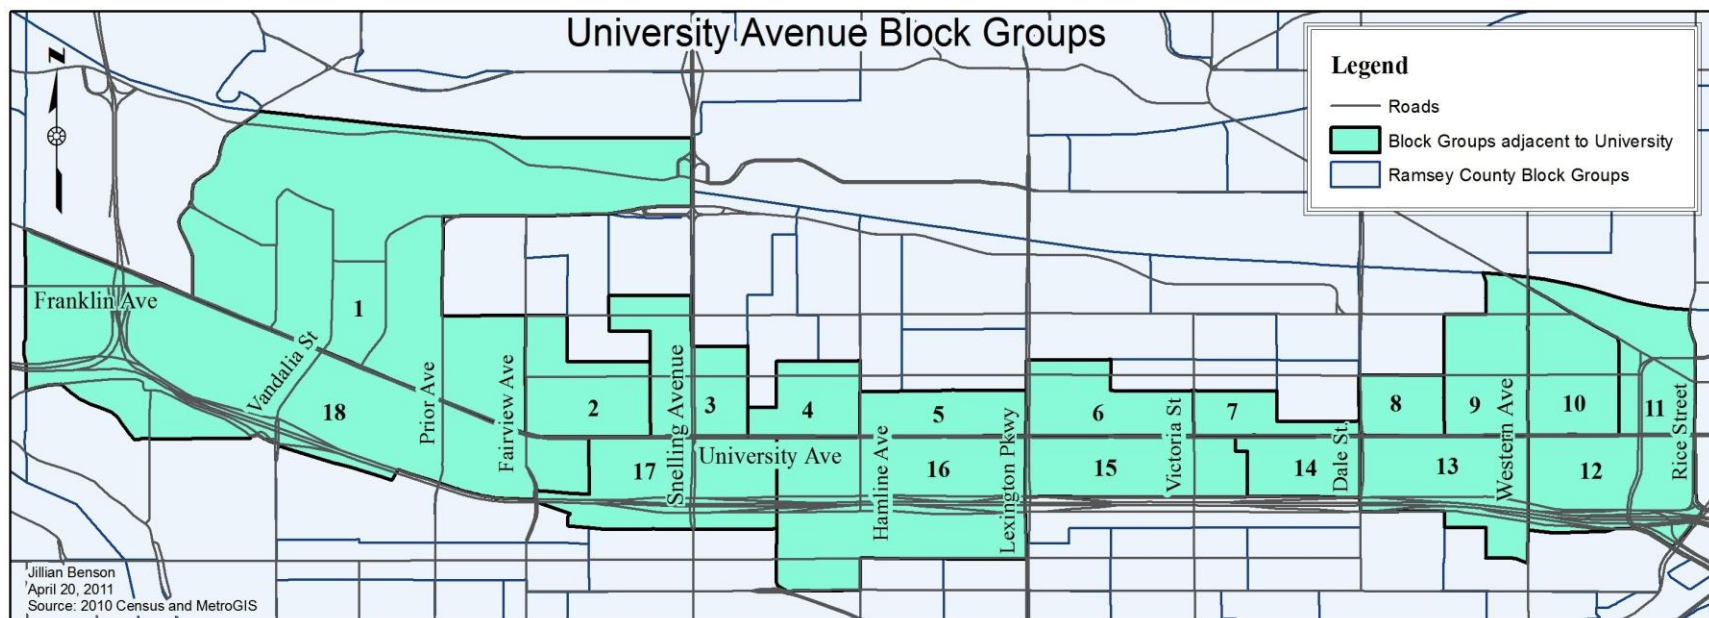 University Avenue Block Groups
Legend
Roads
Block Groups adjacent to University
Ramsey County Block Groups
Z
Franklin Ave
1
Vandalia St
18
Prior Ave
Fairview Ave
2
Snelling Avenue
3
4
5
6
7
8
9
10
11
17
University Ave
Hamline Ave
16
Lexington Pkwy
15
Victoria St
14
Dale St.
13
Western Ave
12
Rice Street
Jillian Benson
April 20, 2011
Source: 2010 Census and MetroGIS